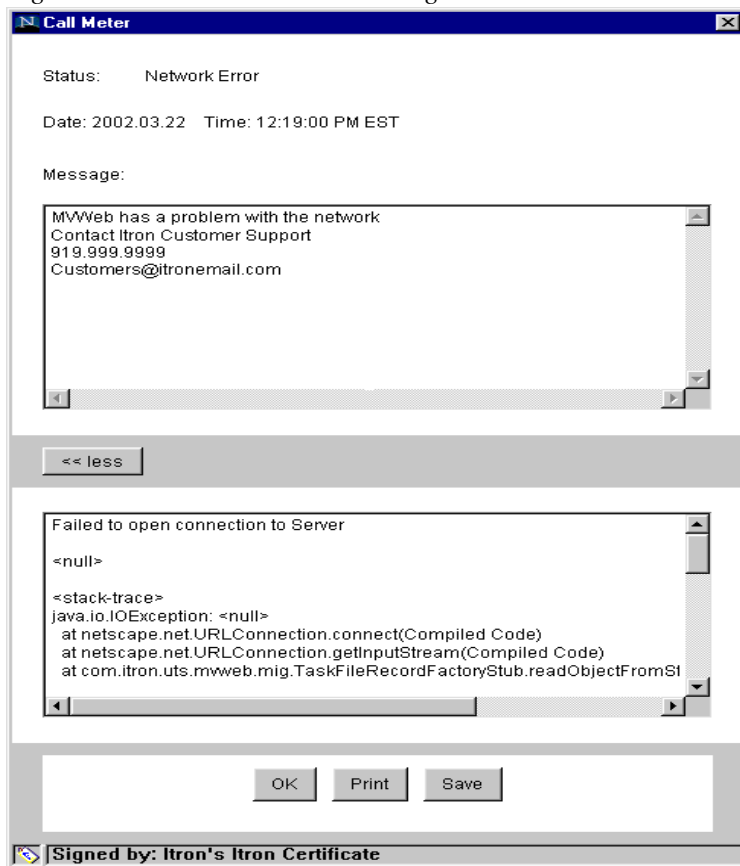 Call Meter
Status: Network Error
Date: 2002.03.22 Time: 12:19:00 PM EST
Message:
MVWeb has a problem with the network
Contact Itron Customer Support
919.999.9999
Customers@itronemail.com
<< less
Failed to open connection to Server
<null>
<stack-trace>
java.io.IOException: <null>
at netscape.net.URLConnection.connect(Compiled Code)
at netscape.net.URLConnection.getInputStream(Compiled Code)
at com.itron.uts.mvweb.mig.TaskFileRecordFactoryStub.readObjectFromSt
OK Print Save
Signed by: Itron's Itron Certificate